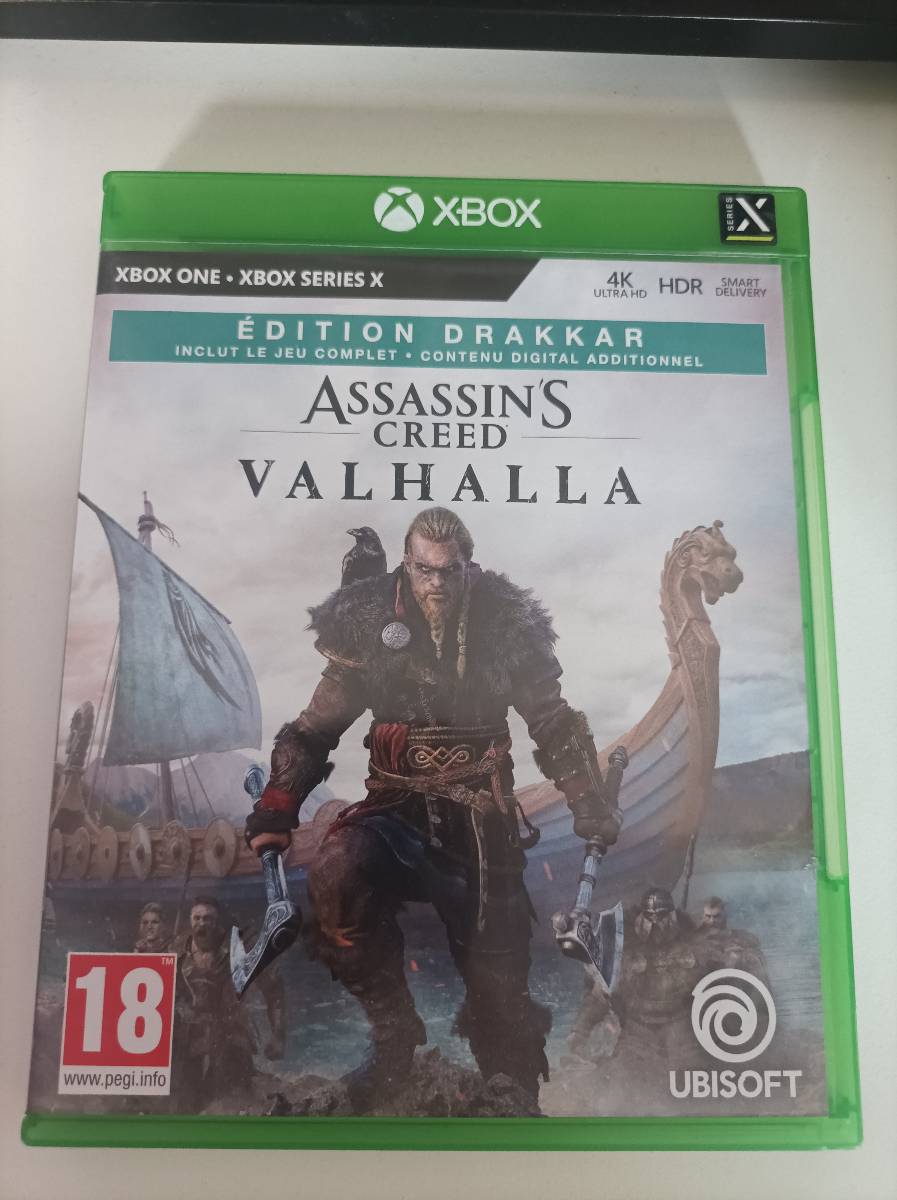 XBOX
SERIES X
XBOX ONE • XBOX SERIES X
4K
ULTRA HD
HDR
SMART
DELIVERY
ÉDITION DRAKKAR
INCLUT LE JEU COMPLET • CONTENU DIGITAL ADDITIONNEL
ASSASSIN'S
CREED
VALHALLA
18™
www.pegi.info
UBISOFT